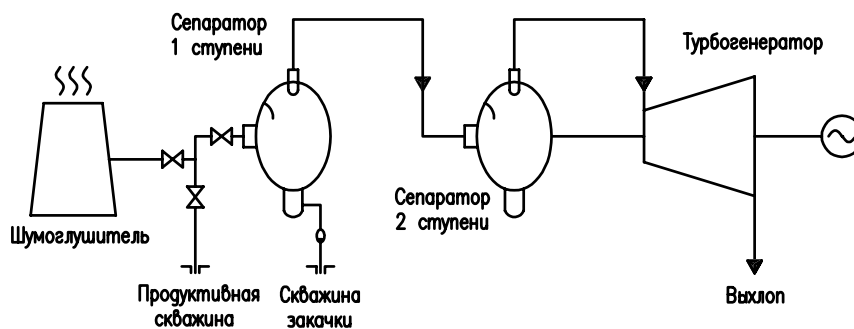 Сепаратор
1 ступени
Турбогенератор
Сепаратор
2 ступени
Шумоглушитель
Продуктивная
скважина
Скважина
закачки
Выхлоп